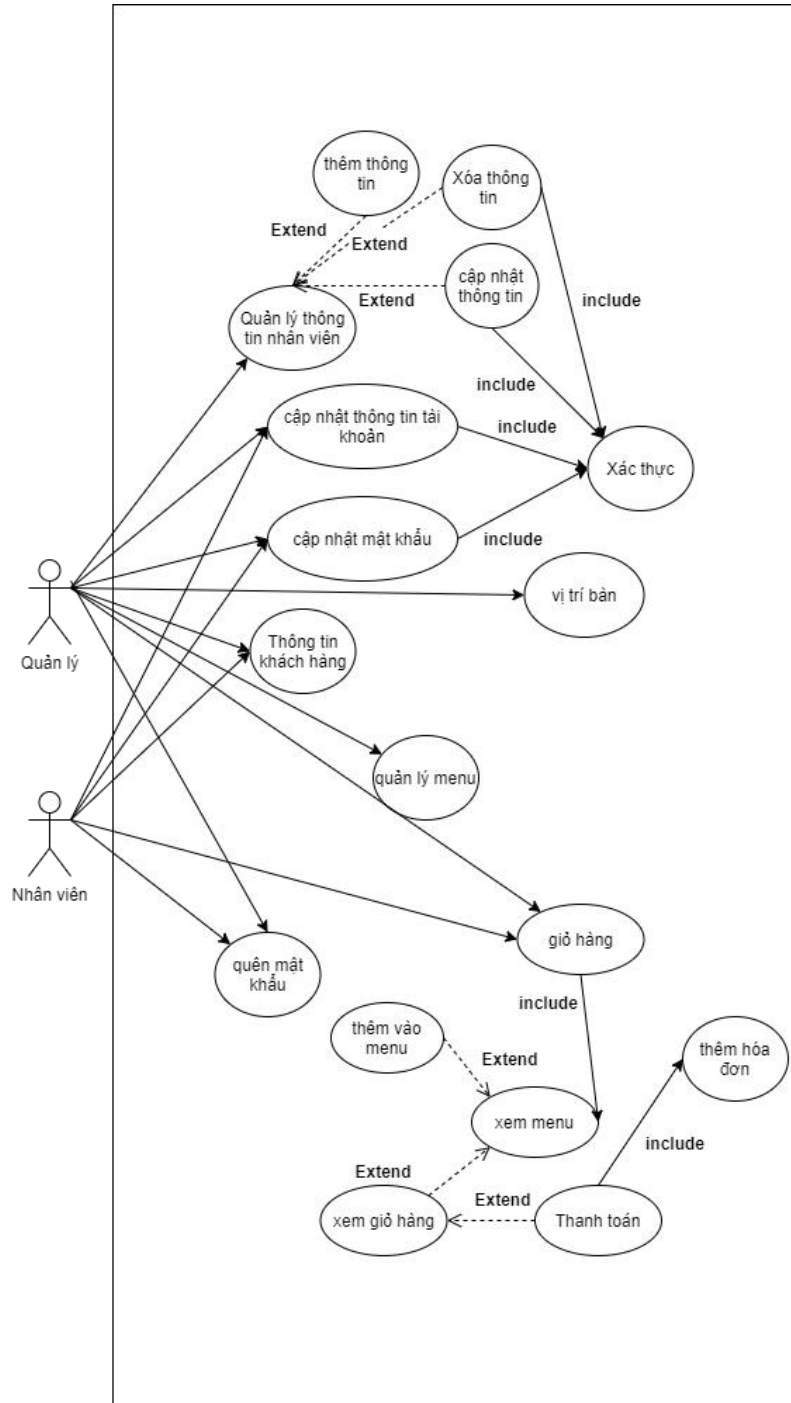 thêm thông
tin
Xóa thông
tin
Extend
Extend
cập nhật
thông tin
Extend
include
Quản lý thông
tin nhân viên
include
cập nhật thông tin tài
khoản
include
Xác thực
cập nhật mật khẩu
include
vị trí bàn
Quản lý
Thông tin
khách hàng
quản lý menu
Nhân viên
giỏ hàng
quên mật
khẩu
include
thêm vào
menu
Extend
thêm hóa
đơn
xem menu
include
Extend
xem giỏ hàng
Extend
Thanh toán